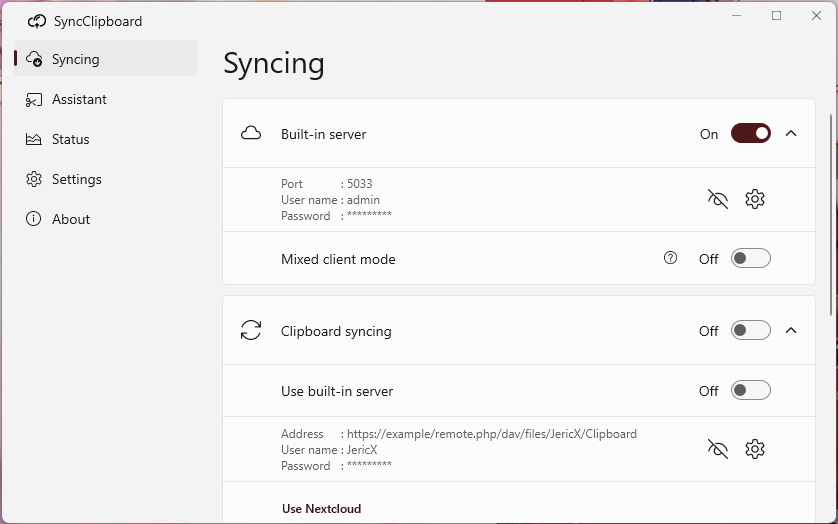 SyncClipboard
Syncing
Assistant
Status
Settings
About
Syncing
Built-in server
On
Port : 5033
User name : admin
Password : *********
Mixed client mode
Off
Clipboard syncing
Off
Use built-in server
Off
Address : https://example/remote.php/dav/files/JericX/Clipboard
User name : JericX
Password : *********
Use Nextcloud